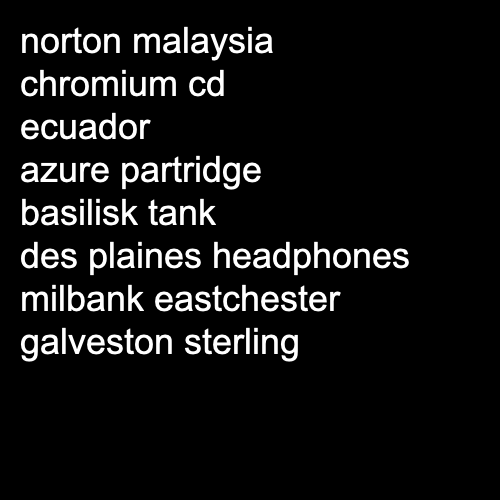 norton malaysia
chromium cd
ecuador
azure partridge
basilisk tank
des plaines headphones
milbank eastchester
galveston sterling